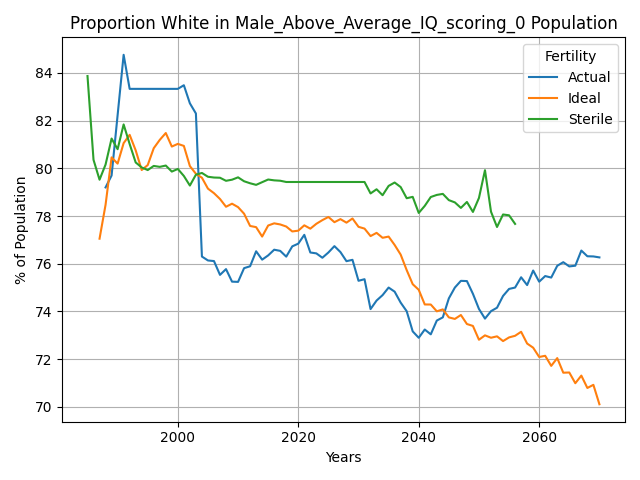 Proportion White in Male_Above_Average_IQ_scoring_0 Population
Fertility
Actual
Ideal
Sterile
84
82
80
78
76
74
72
70
% of Population
2000
2020
2040
2060
Years